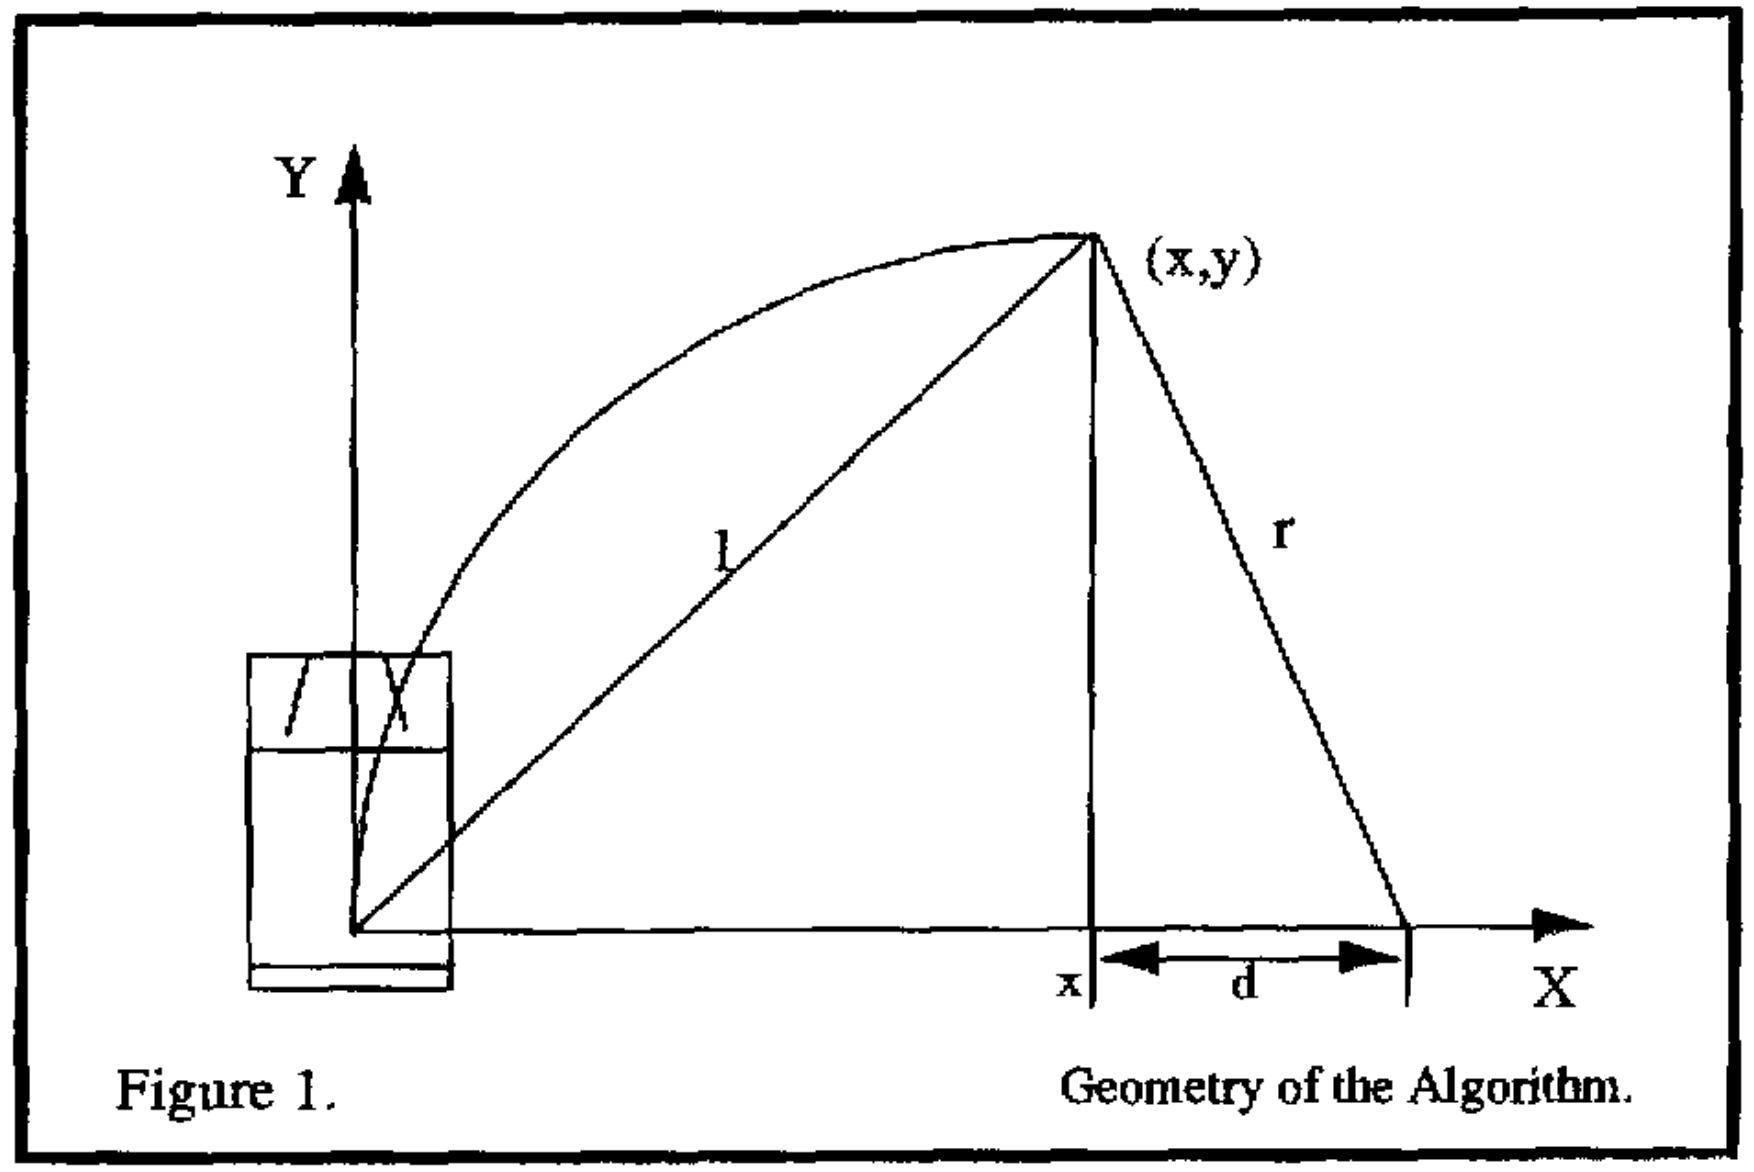 Y
(x,y)
l
r
x
d
X
Figure 1.
Geometry of the Algorithm.